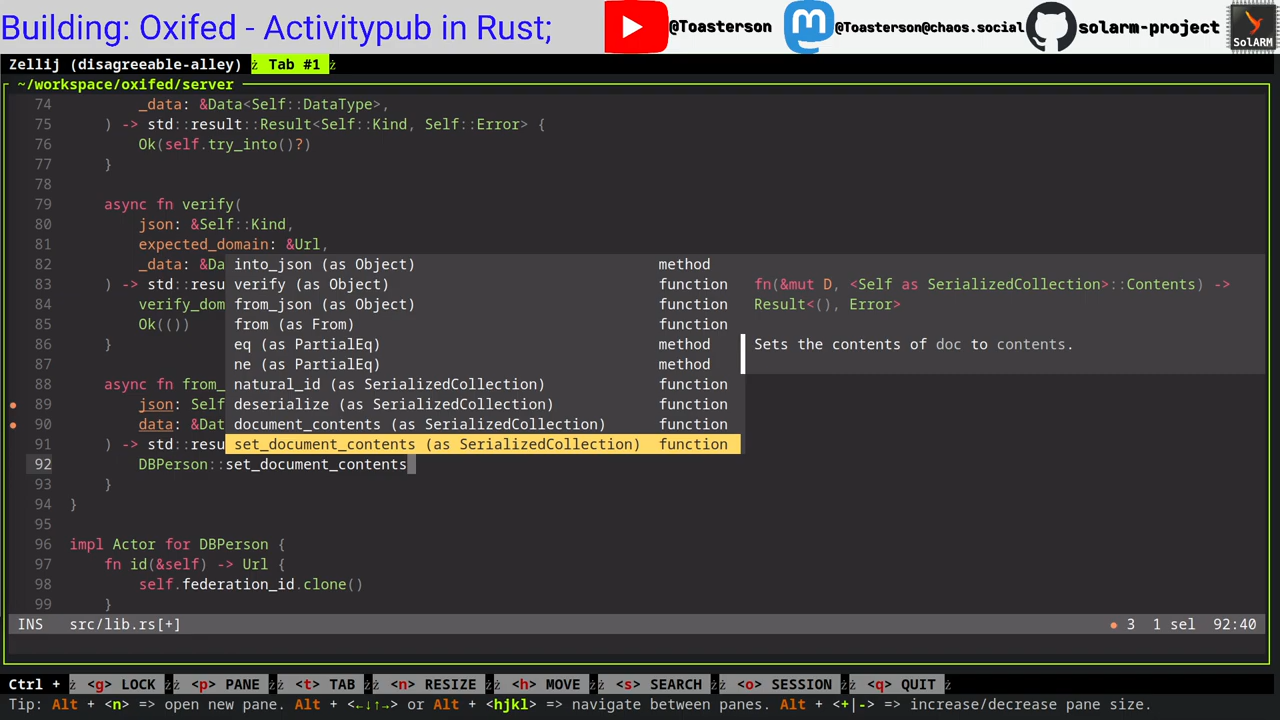 Building: Oxifed - Activitypub in Rust;
@Toasterson
@Toasterson@chaos.social
solarm-project
SolARM
Zellij (disagreeable-alley) Tab #1
~/workspace/oxifed/server
74 _data: &Data<Self::DataType>,
75 ) -> std::result::Result<Self::Kind, Self::Error> {
76 Ok(self.try_into()?)
77 }
78
79 async fn verify(
80 json: &Self::Kind,
81 expected_domain: &Url,
82 _data: &Da into_json (as Object) method
83 ) -> std::resu verify (as Object) function fn(&mut D, <Self as SerializedCollection>::Contents) ->
84 verify_dom from_json (as Object) function Result<(), Error>
85 Ok(()) from (as From) function
86 } eq (as PartialEq) method Sets the contents of doc to contents.
87 ne (as PartialEq) method
88 async fn from_ natural_id (as SerializedCollection) function
89 json: Self deserialize (as SerializedCollection) function
90 data: &Dat document_contents (as SerializedCollection) function
91 ) -> std::resu set_document_contents (as SerializedCollection) function
92 DBPerson::set_document_contents
93 }
94 }
95
96 impl Actor for DBPerson {
97 fn id(&self) -> Url {
98 self.federation_id.clone()
99 }
INS src/lib.rs[+] ● 3 1 sel 92:40
Ctrl + <g> LOCK <p> PANE <t> TAB <n> RESIZE <h> MOVE <s> SEARCH <o> SESSION <q> QUIT
Tip: Alt + <n> => open new pane. Alt + <←↓↑→> or Alt + <hjkl> => navigate between panes. Alt + <+|-> => increase/decrease pane size.